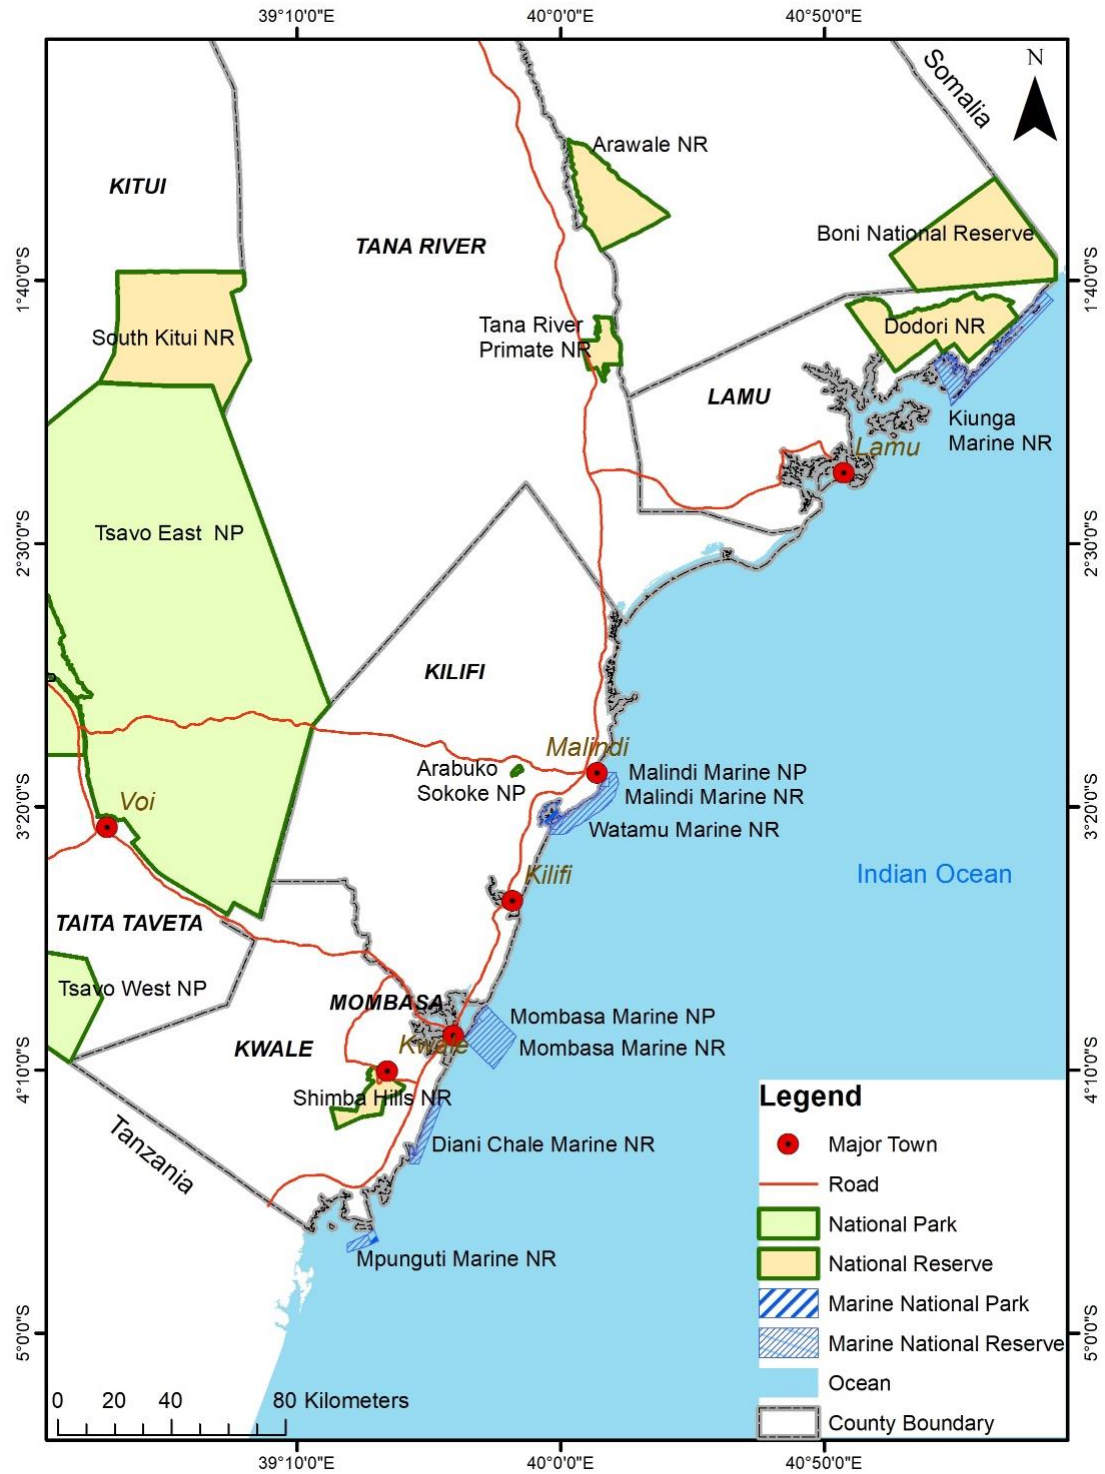 39°10'0"E
40°0'0"E
40°50'0"E
Somalia
N
Arawale NR
KITUI
Boni National Reserve
TANA RIVER
1°40'0"S
1°40'0"S
South Kitui NR
Tana River
Primate NR
Dodori NR
LAMU
Kiunga
Marine NR
Lamu
Tsavo East NP
2°30'0"S
2°30'0"S
KILIFI
Malindi
Arabuko
Sokoke NP
Malindi Marine NP
Malindi Marine NR
Voi
3°20'0"S
3°20'0"S
Watamu Marine NR
Kilifi
Indian Ocean
TAITA TAVETA
Tsavo West NP
MOMBASA
Mombasa Marine NP
Mombasa Marine NR
KWALE
Kwale
4°10'0"S
4°10'0"S
Shimba Hills NR
Tanzania
Diani Chale Marine NR
Mpunguti Marine NR
Legend
Major Town
Road
National Park
National Reserve
Marine National Park
Marine National Reserve
Ocean
County Boundary
5°0'0"S
5°0'0"S
0 20 40 80 Kilometers
39°10'0"E
40°0'0"E
40°50'0"E